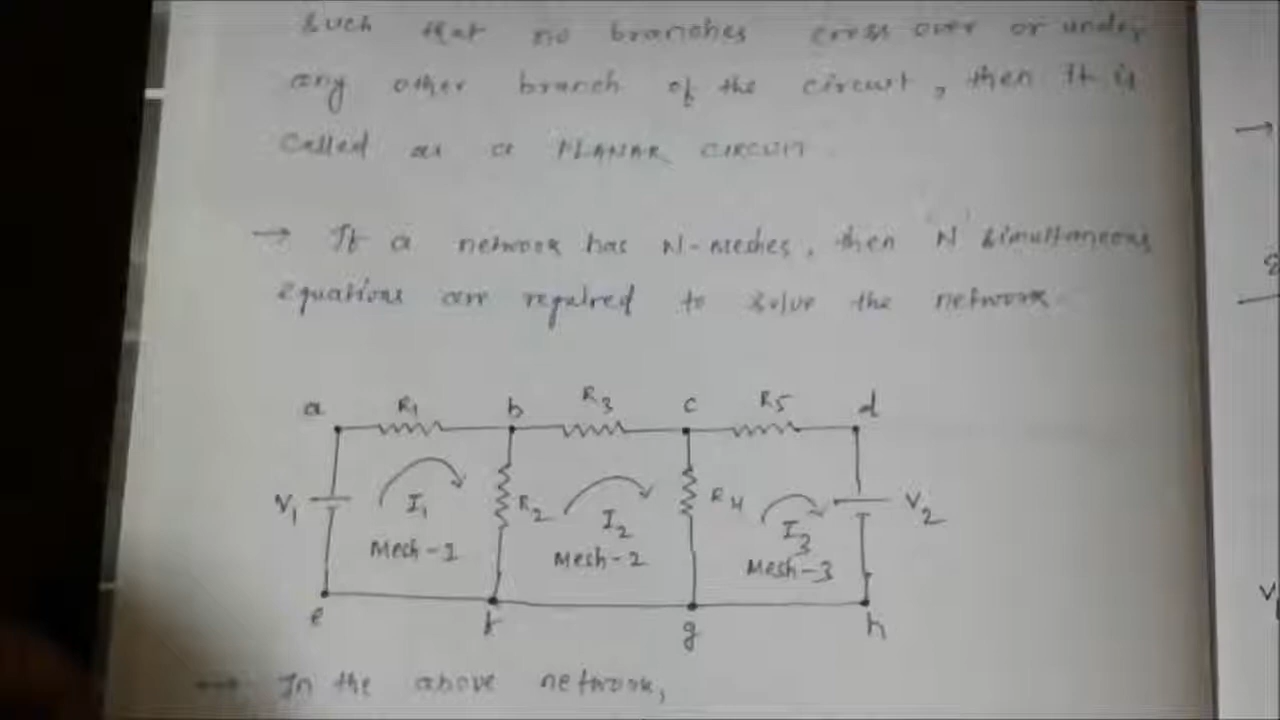 such that no branches cross over or under
any other branch of the circuit, then It is
called as a PLANAR CIRCUIT
→ If a network has N-meshes, then N simultaneous
equations are required to solve the network
a R1 b R3 c R5 d
V1 I1 R2 I2 R4 I3 V2
Mesh-1 Mesh-2 Mesh-3
e f g h
→ In the above network,